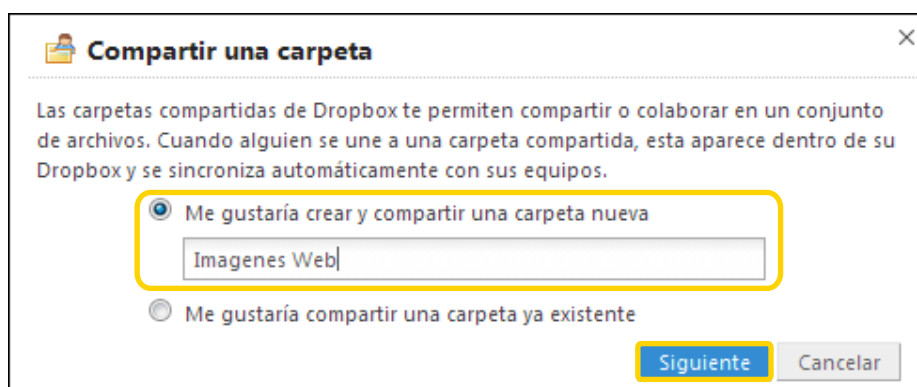 Compartir una carpeta
Las carpetas compartidas de Dropbox te permiten compartir o colaborar en un conjunto
de archivos. Cuando alguien se une a una carpeta compartida, esta aparece dentro de su
Dropbox y se sincroniza automáticamente con sus equipos.
Me gustaría crear y compartir una carpeta nueva
Imagenes Web
Me gustaría compartir una carpeta ya existente
Siguiente Cancelar